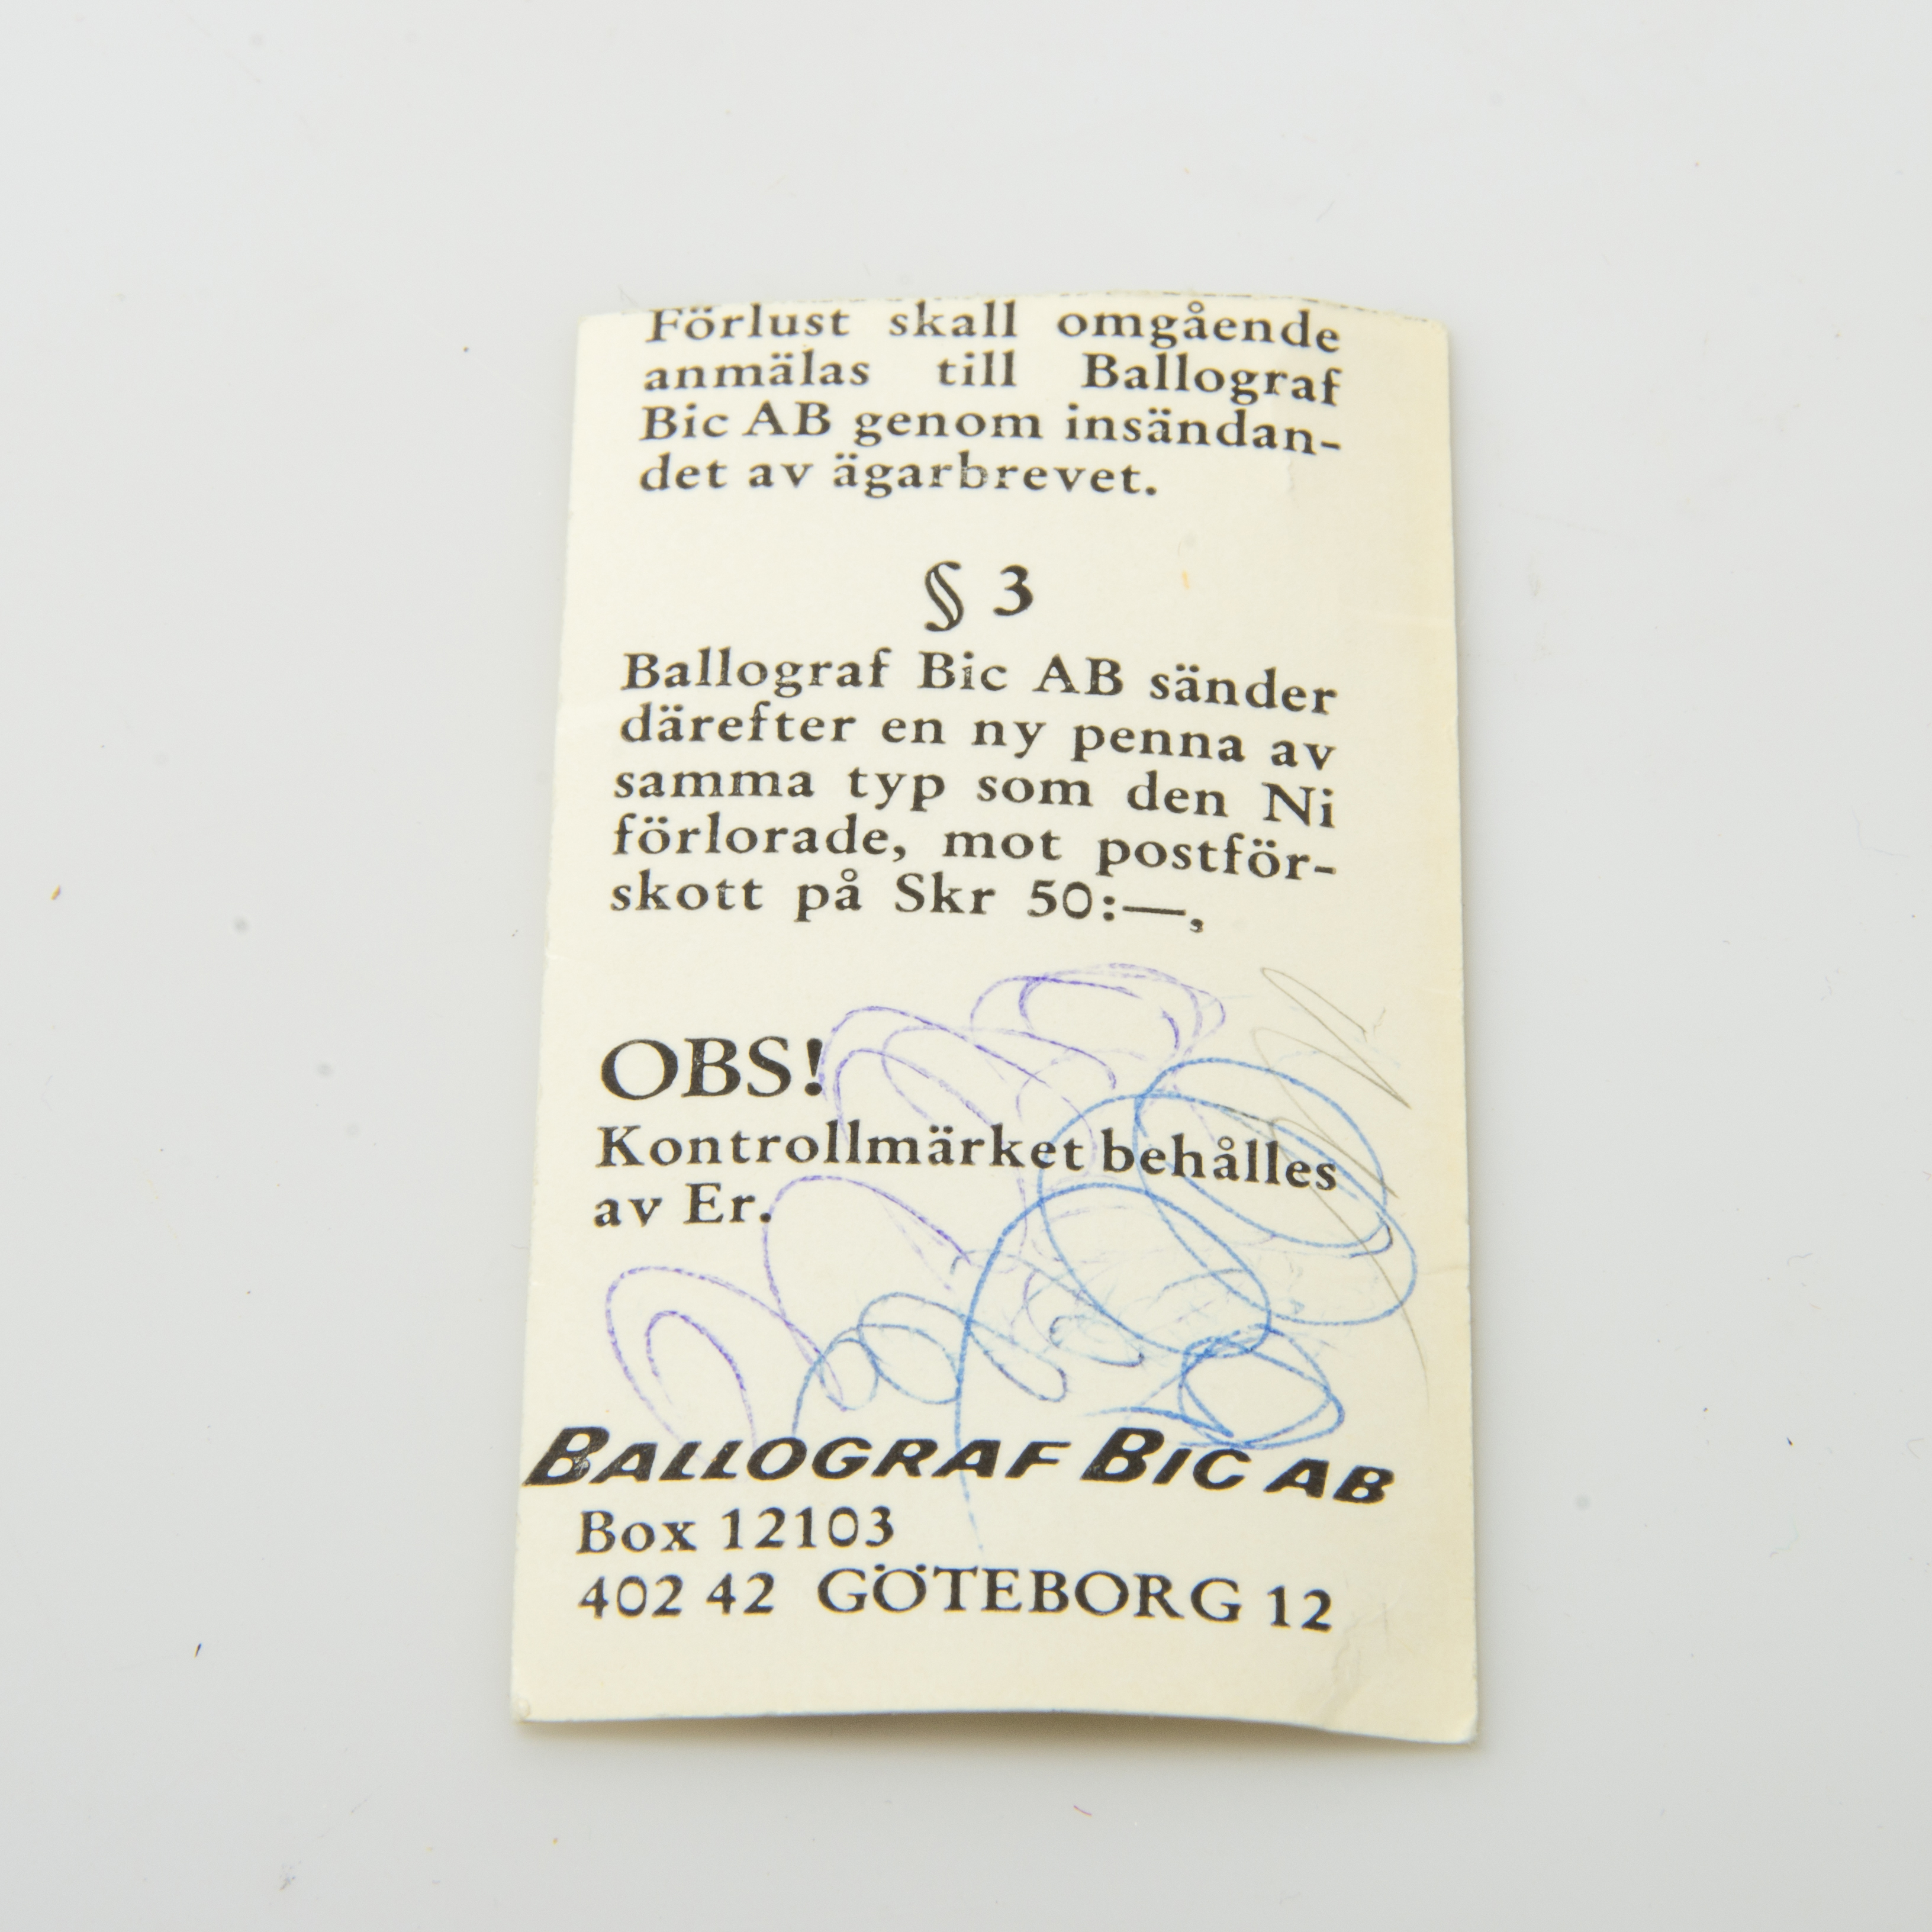 Förlust skall omgående
anmälas till Ballograf
Bic AB genom insändan-
det av ägarbrevet.
§ 3
Ballograf Bic AB sänder
därefter en ny penna av
samma typ som den Ni
förlorade, mot postför-
skott på Skr 50:—,
OBS!
Kontrollmärket behålles
av Er.
BALLOGRAF BIC AB
Box 12103
402 42 GÖTEBORG 12